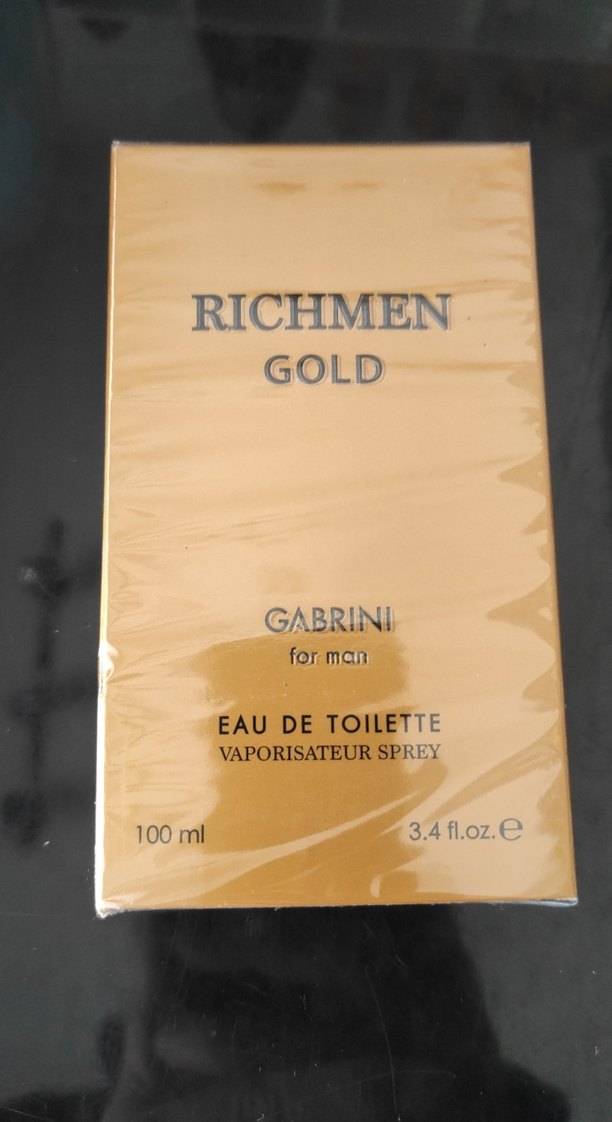 RICHMEN
GOLD
GABRINI
for man
EAU DE TOILETTE
VAPORISATEUR SPREY
100 ml
3.4 fl.oz.℮